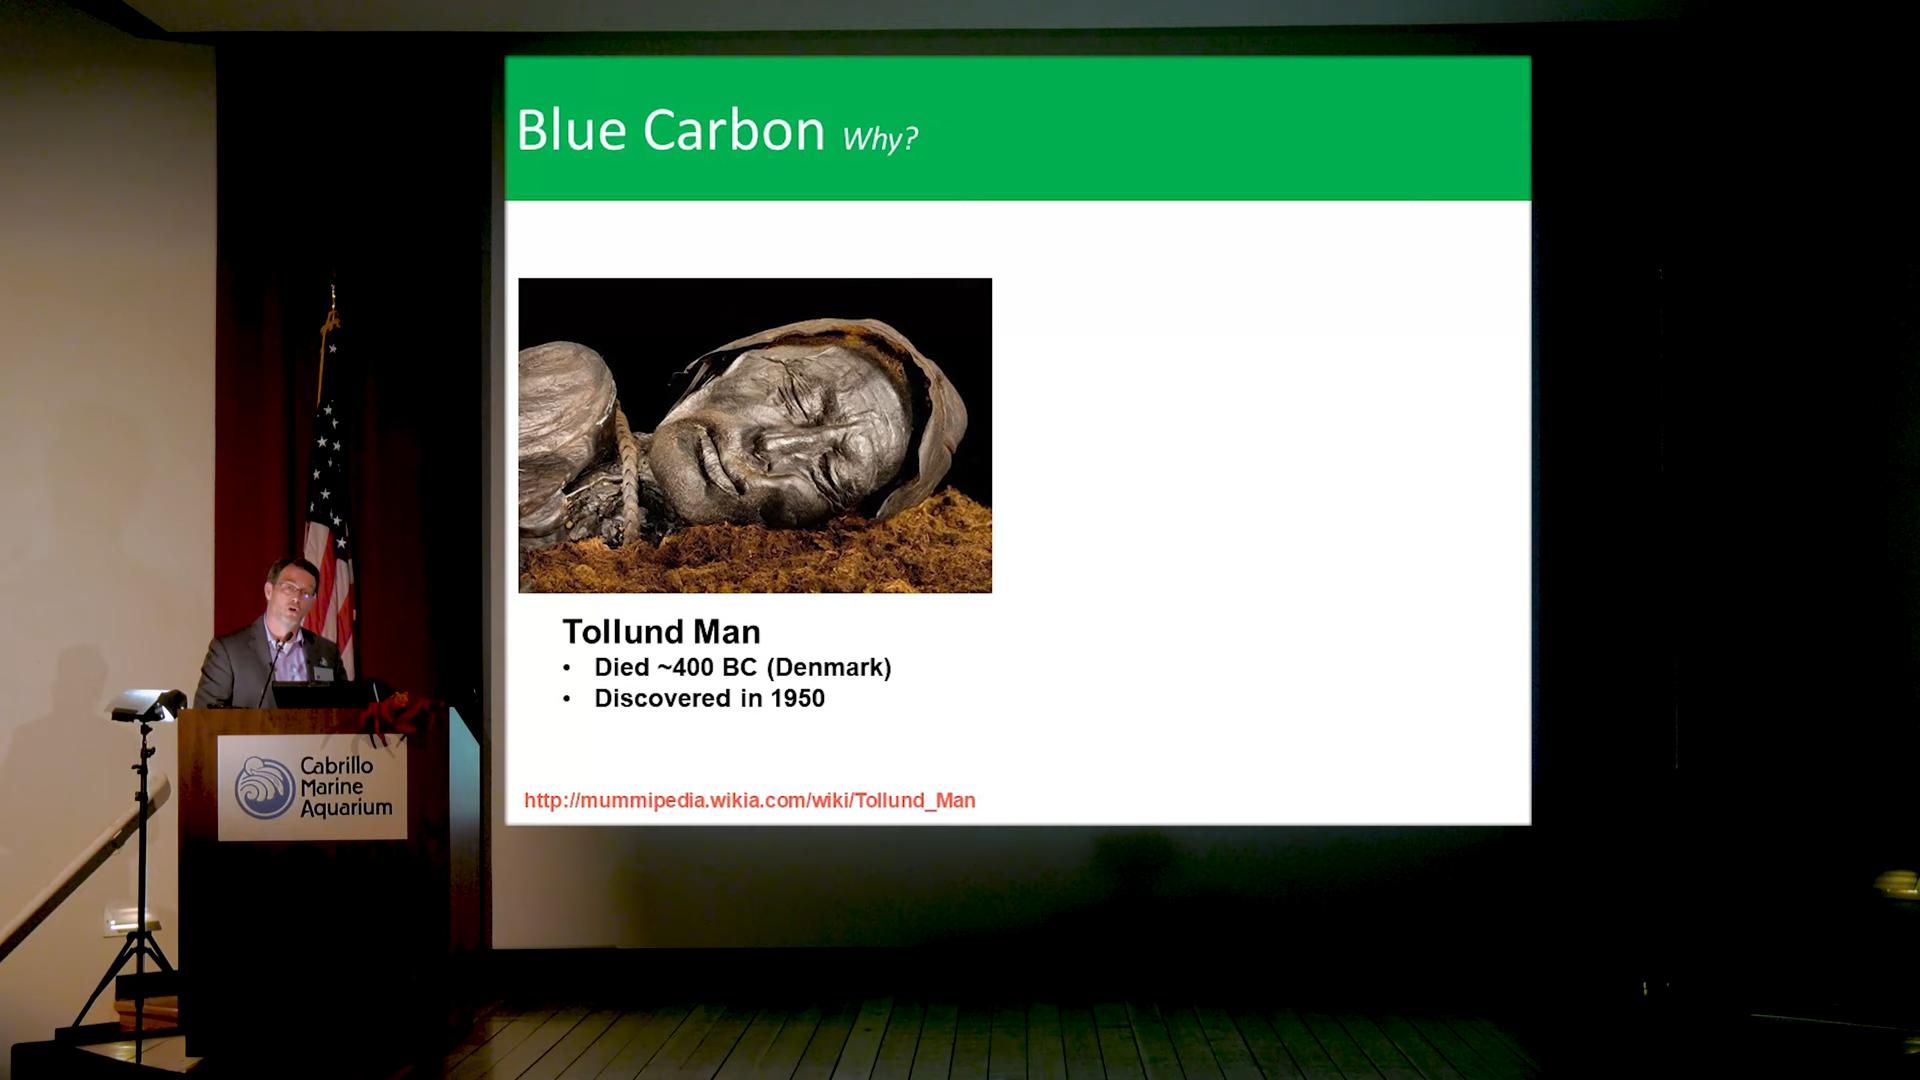 Blue Carbon Why?
Tollund Man
• Died ~400 BC (Denmark)
• Discovered in 1950
http://mummipedia.wikia.com/wiki/Tollund_Man
Cabrillo
Marine
Aquarium